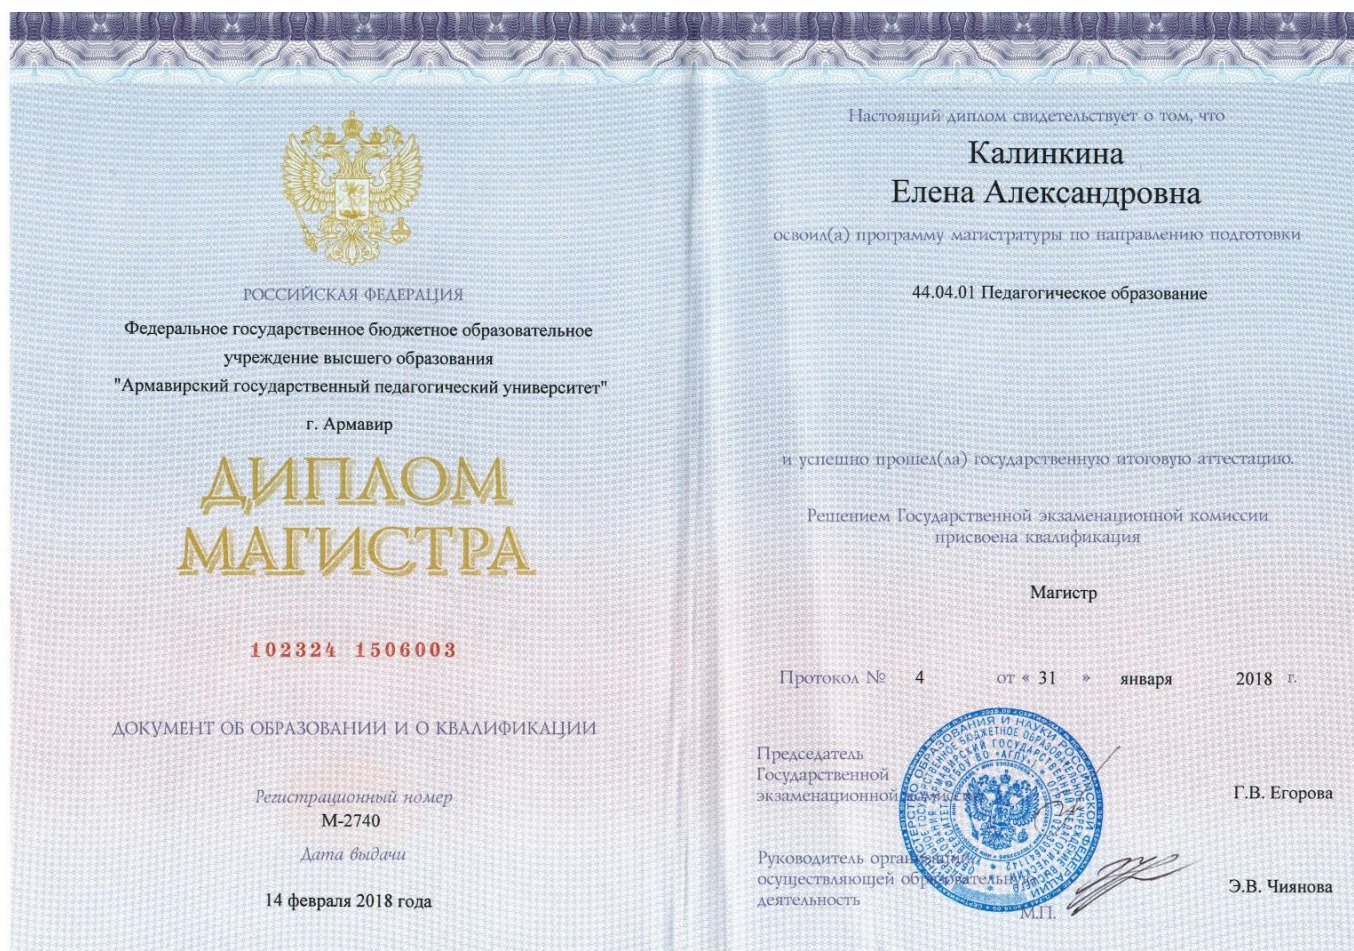 РОССИЙСКАЯ ФЕДЕРАЦИЯ
Федеральное государственное бюджетное образовательное
учреждение высшего образования
"Армавирский государственный педагогический университет"
г. Армавир
ДИПЛОМ
МАГИСТРА
102324 1506003
ДОКУМЕНТ ОБ ОБРАЗОВАНИИ И О КВАЛИФИКАЦИИ
Регистрационный номер
М-2740
Дата выдачи
14 февраля 2018 года
Настоящий диплом свидетельствует о том, что
Калинкина
Елена Александровна
освоил(а) программу магистратуры по направлению подготовки
44.04.01 Педагогическое образование
и успешно прошел(ла) государственную итоговую аттестацию.
Решением Государственной экзаменационной комиссии
присвоена квалификация
Магистр
Протокол № 4 от « 31 » января 2018 г.
Председатель
Государственной
экзаменационной комиссии
Г.В. Егорова
Руководитель организации,
осуществляющей образовательную
деятельность
Э.В. Чиянова
М.П.